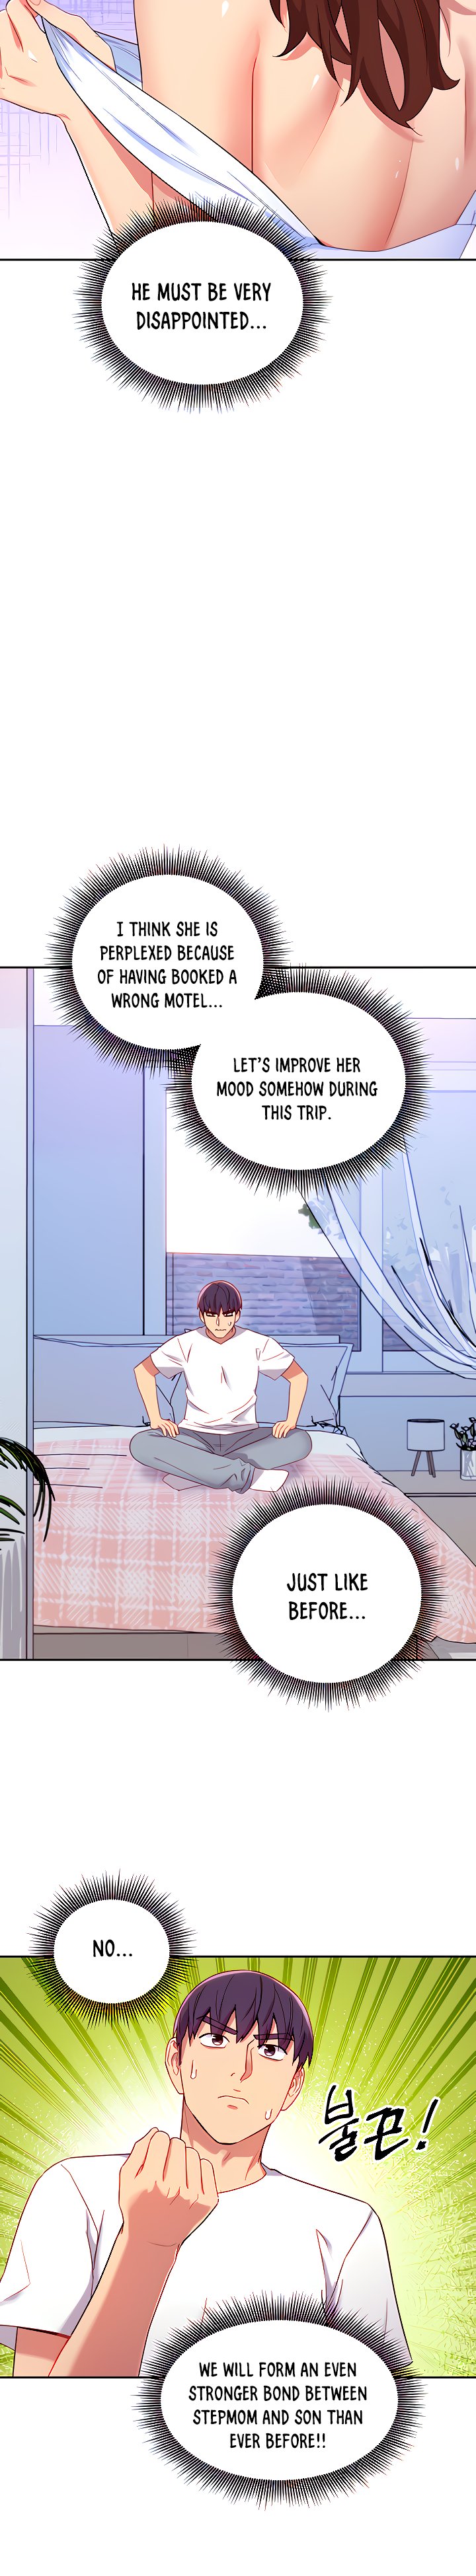 HE MUST BE VERY
DISAPPOINTED...
I THINK SHE IS
PERPLEXED BECAUSE
OF HAVING BOOKED A
WRONG MOTEL...
LET'S IMPROVE HER
MOOD SOMEHOW DURING
THIS TRIP.
JUST LIKE
BEFORE...
NO...
불끈!
WE WILL FORM AN EVEN
STRONGER BOND BETWEEN
STEPMOM AND SON THAN
EVER BEFORE!!